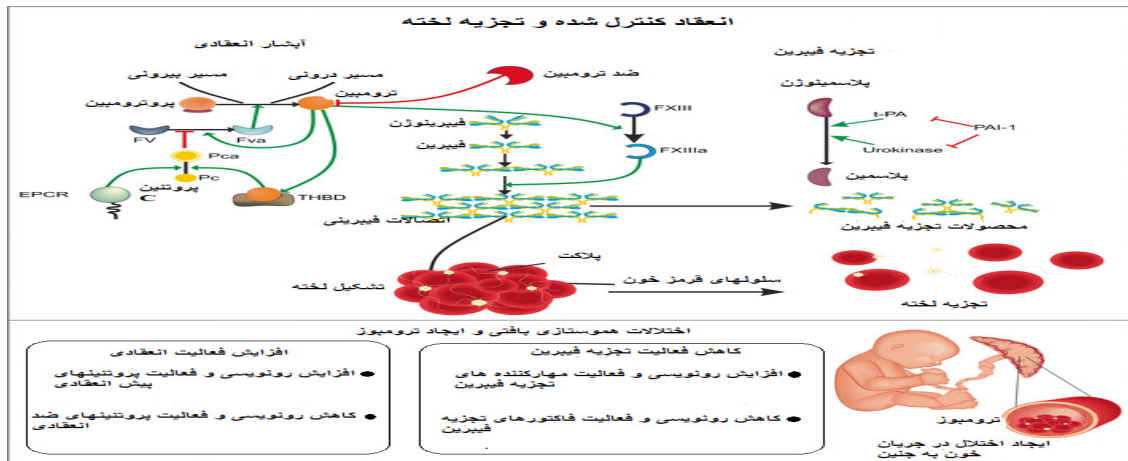 انعقاد کنترل شده و تجزیه لخته
آبشار انعقادی
مسیر بیرونی
مسیر درونی
پروترومبین
ترومبین
ضد ترومبین
FV
Fva
Pca
Pc
پروتئین
C
EPCR
THBD
فیبرینوژن
فیبرین
FXIII
FXIIIa
اتصالات فیبرینی
تجزیه فیبرین
پلاسمینوژن
t-PA
PAI-1
Urokinase
پلاسمین
محصولات تجزیه فیبرین
پلاکت
تشکیل لخته
سلولهای قرمز خون
تجزیه لخته
اختلالات هموستازی بافتی و ایجاد ترومبوز
افزایش فعالیت انعقادی
افزایش رونویسی و فعالیت پروتئینهای
پیش انعقادی
کاهش رونویسی و فعالیت پروتئینهای ضد
انعقادی
کاهش فعالیت تجزیه فیبرین
افزایش رونویسی و فعالیت مهارکننده های
تجزیه فیبرین
کاهش رونویسی و فعالیت فاکتورهای تجزیه
فیبرین
ترومبوز
ایجاد اختلال در جریان
خون به جنین